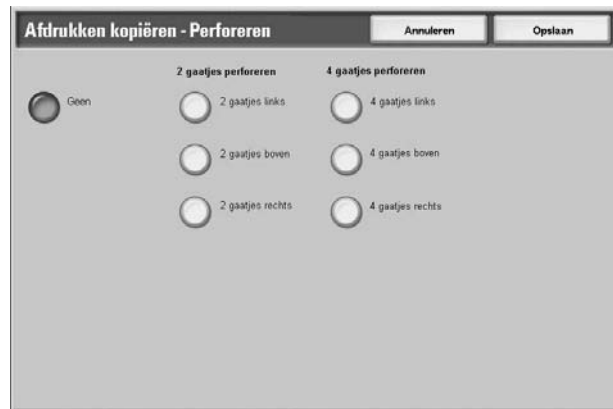 Afdrukken kopiëren - Perforeren
Annuleren
Opslaan
2 gaatjes perforeren
4 gaatjes perforeren
Geen
2 gaatjes links
4 gaatjes links
2 gaatjes boven
4 gaatjes boven
2 gaatjes rechts
4 gaatjes rechts